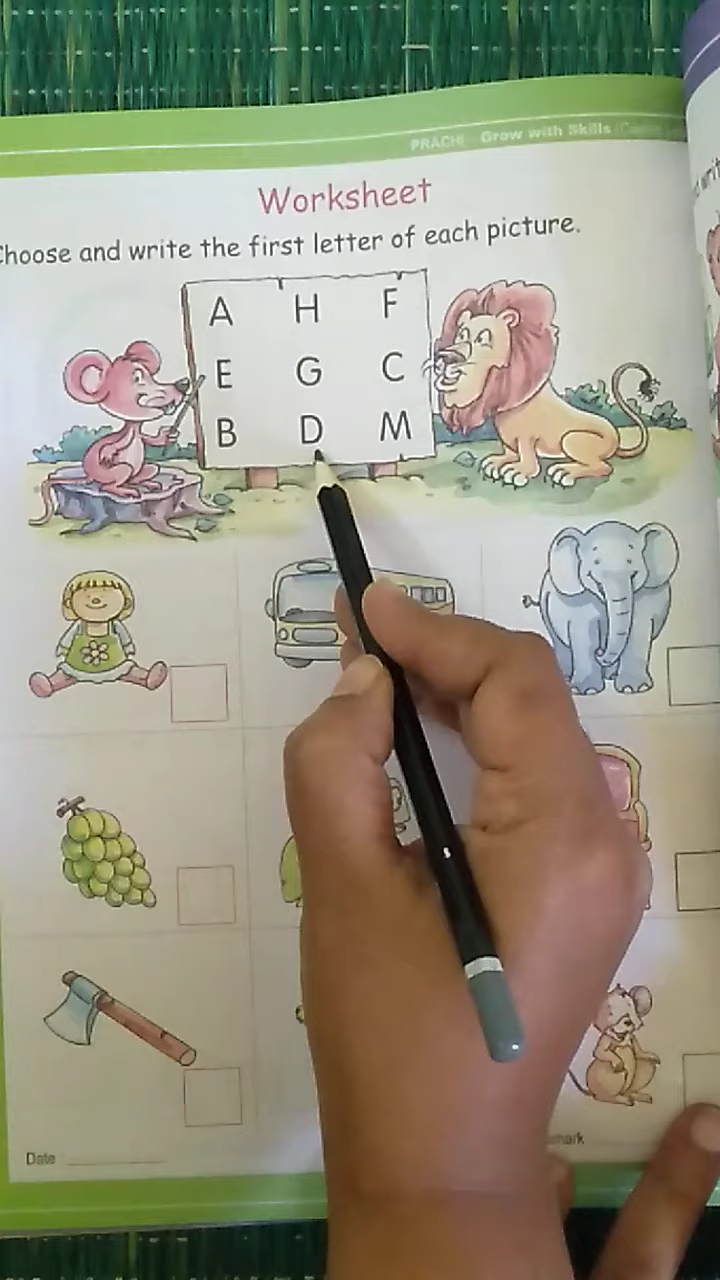 PRACHI Grow with Skills
Worksheet
Choose and write the first letter of each picture.
A H F
E G C
B D M
Date